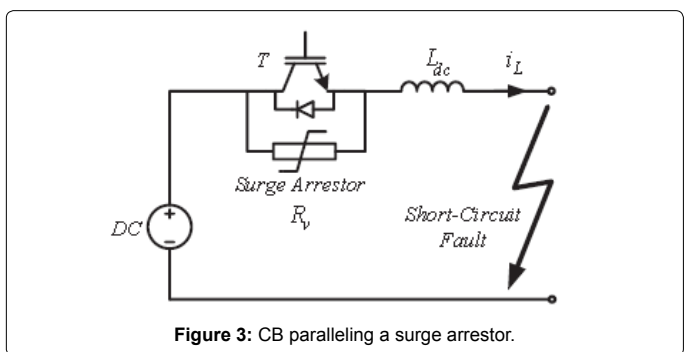 T
L_dc
i_L
Surge Arrestor
R_v
DC
+
−
Short-Circuit
Fault
Figure 3: CB paralleling a surge arrestor.